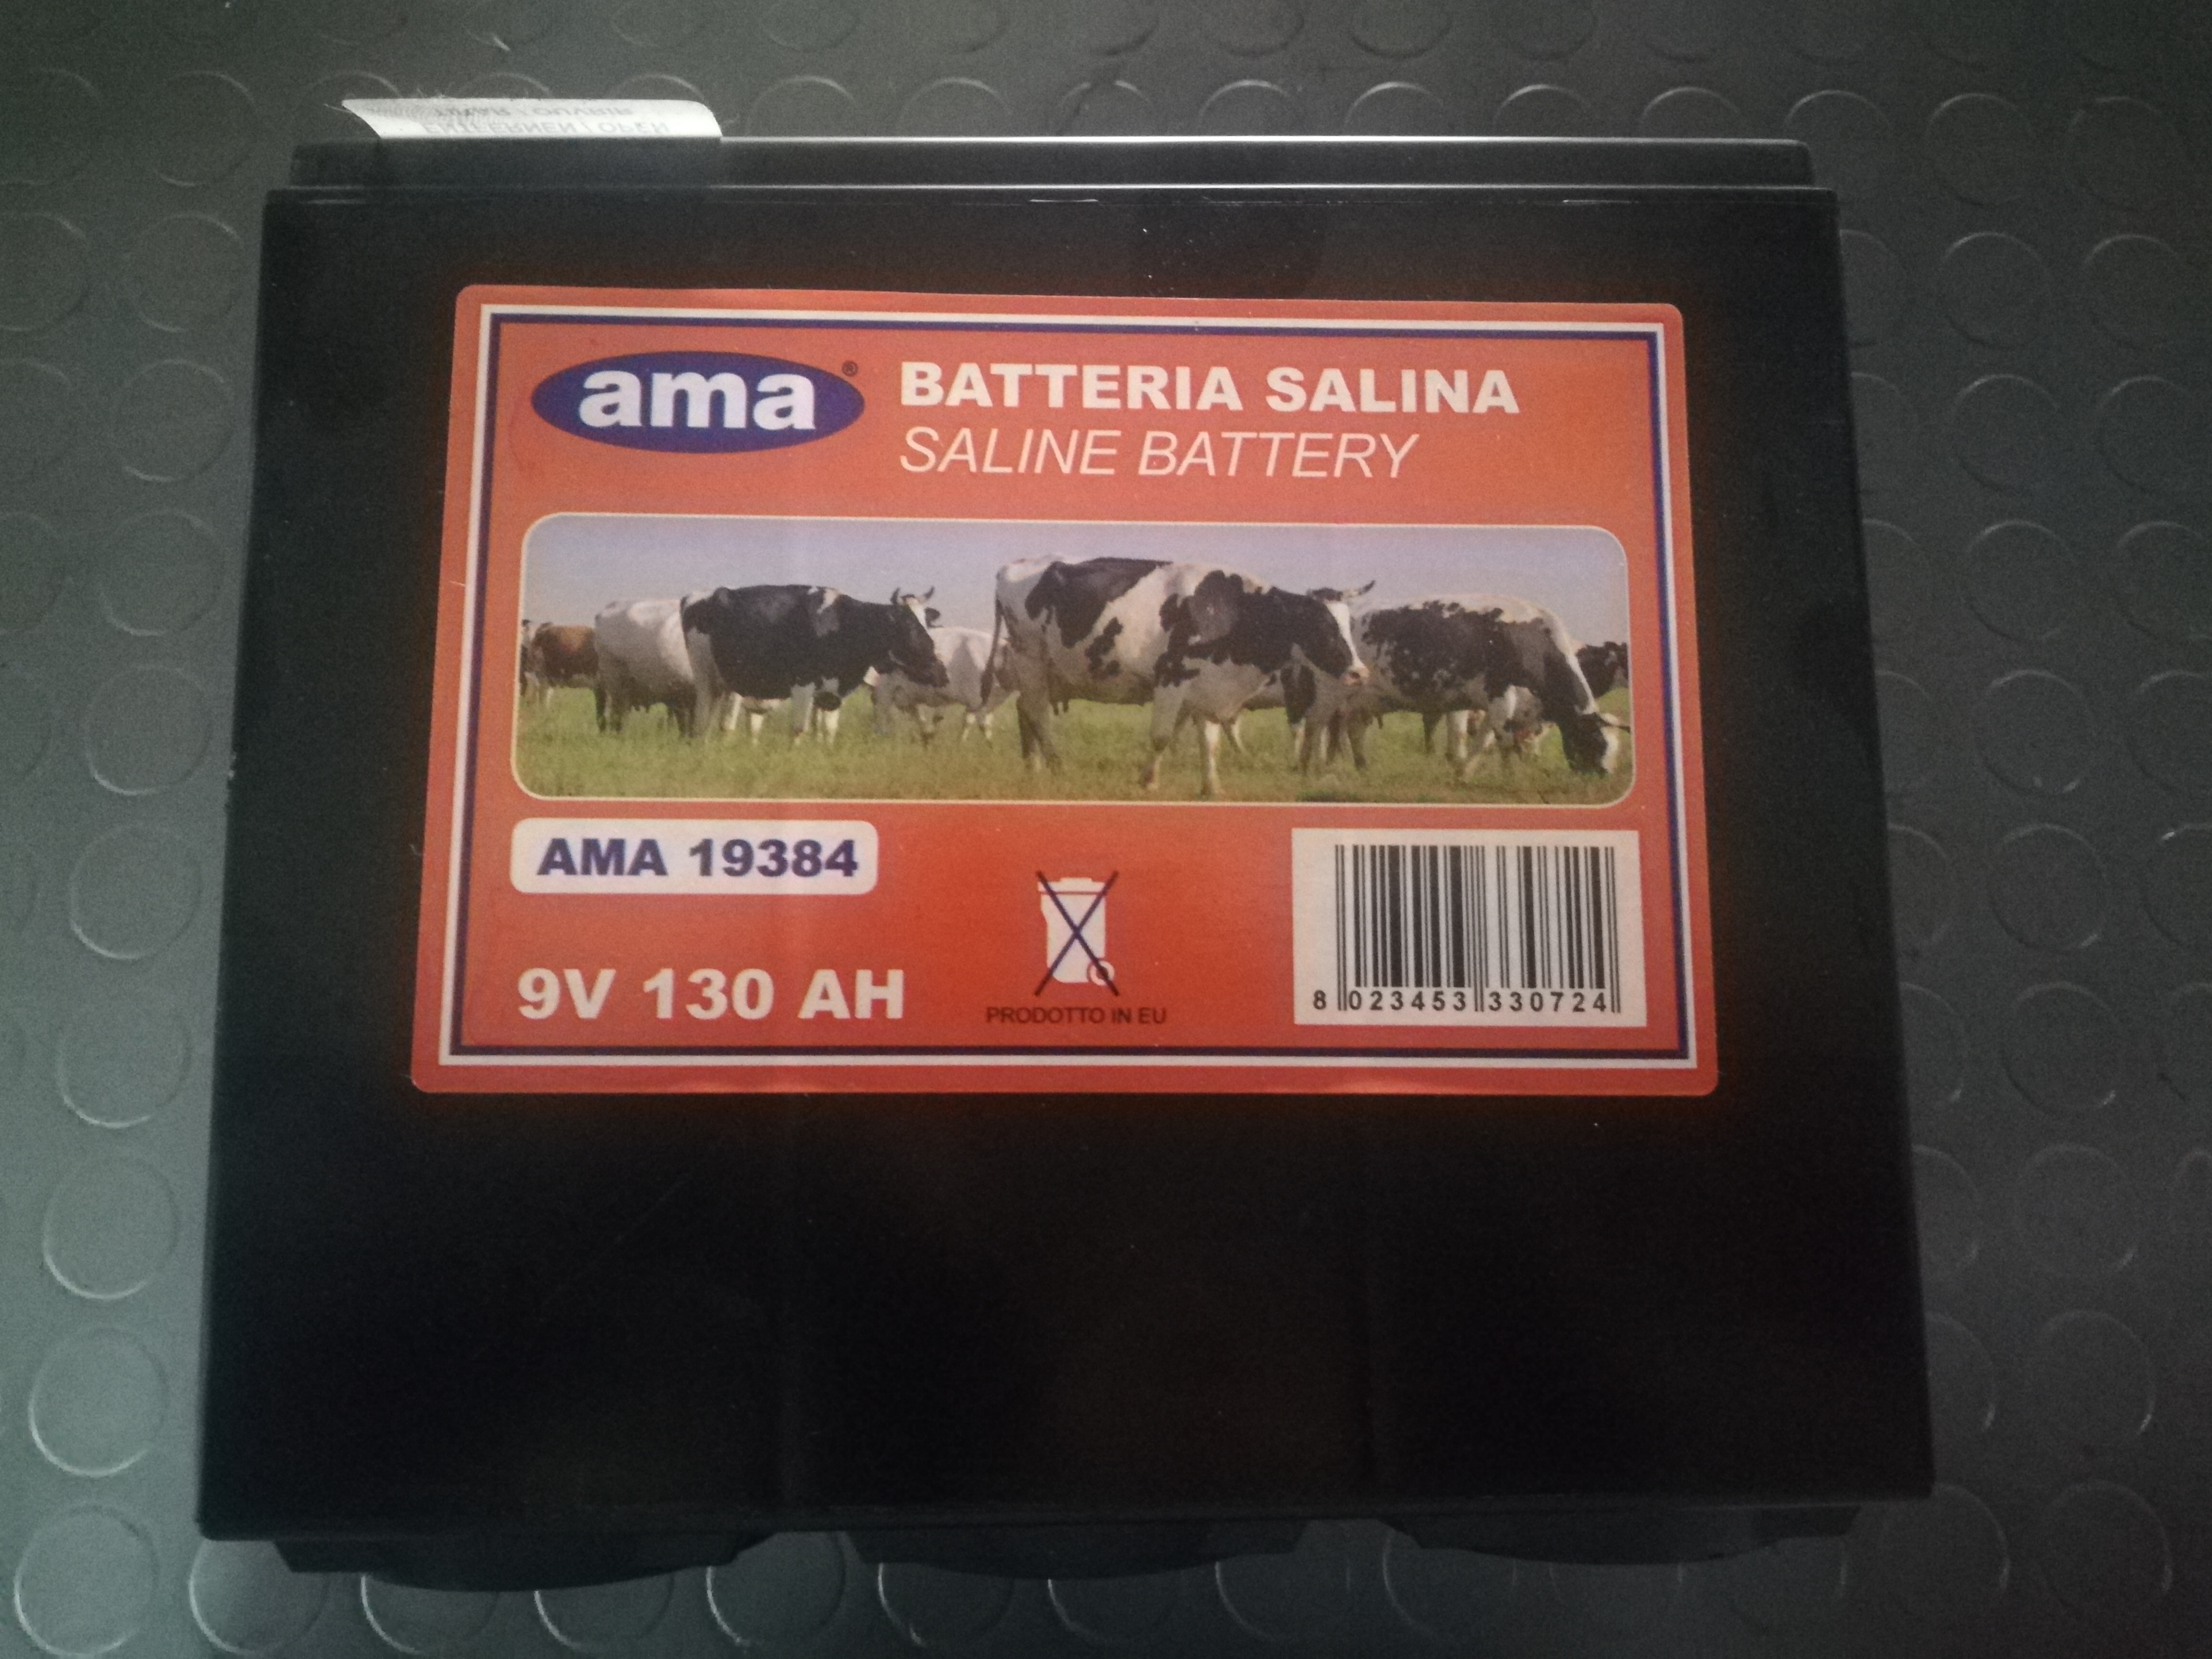 ama®
BATTERIA SALINA
SALINE BATTERY
AMA 19384
9V 130 AH
PRODOTTO IN EU
8 023453 330724